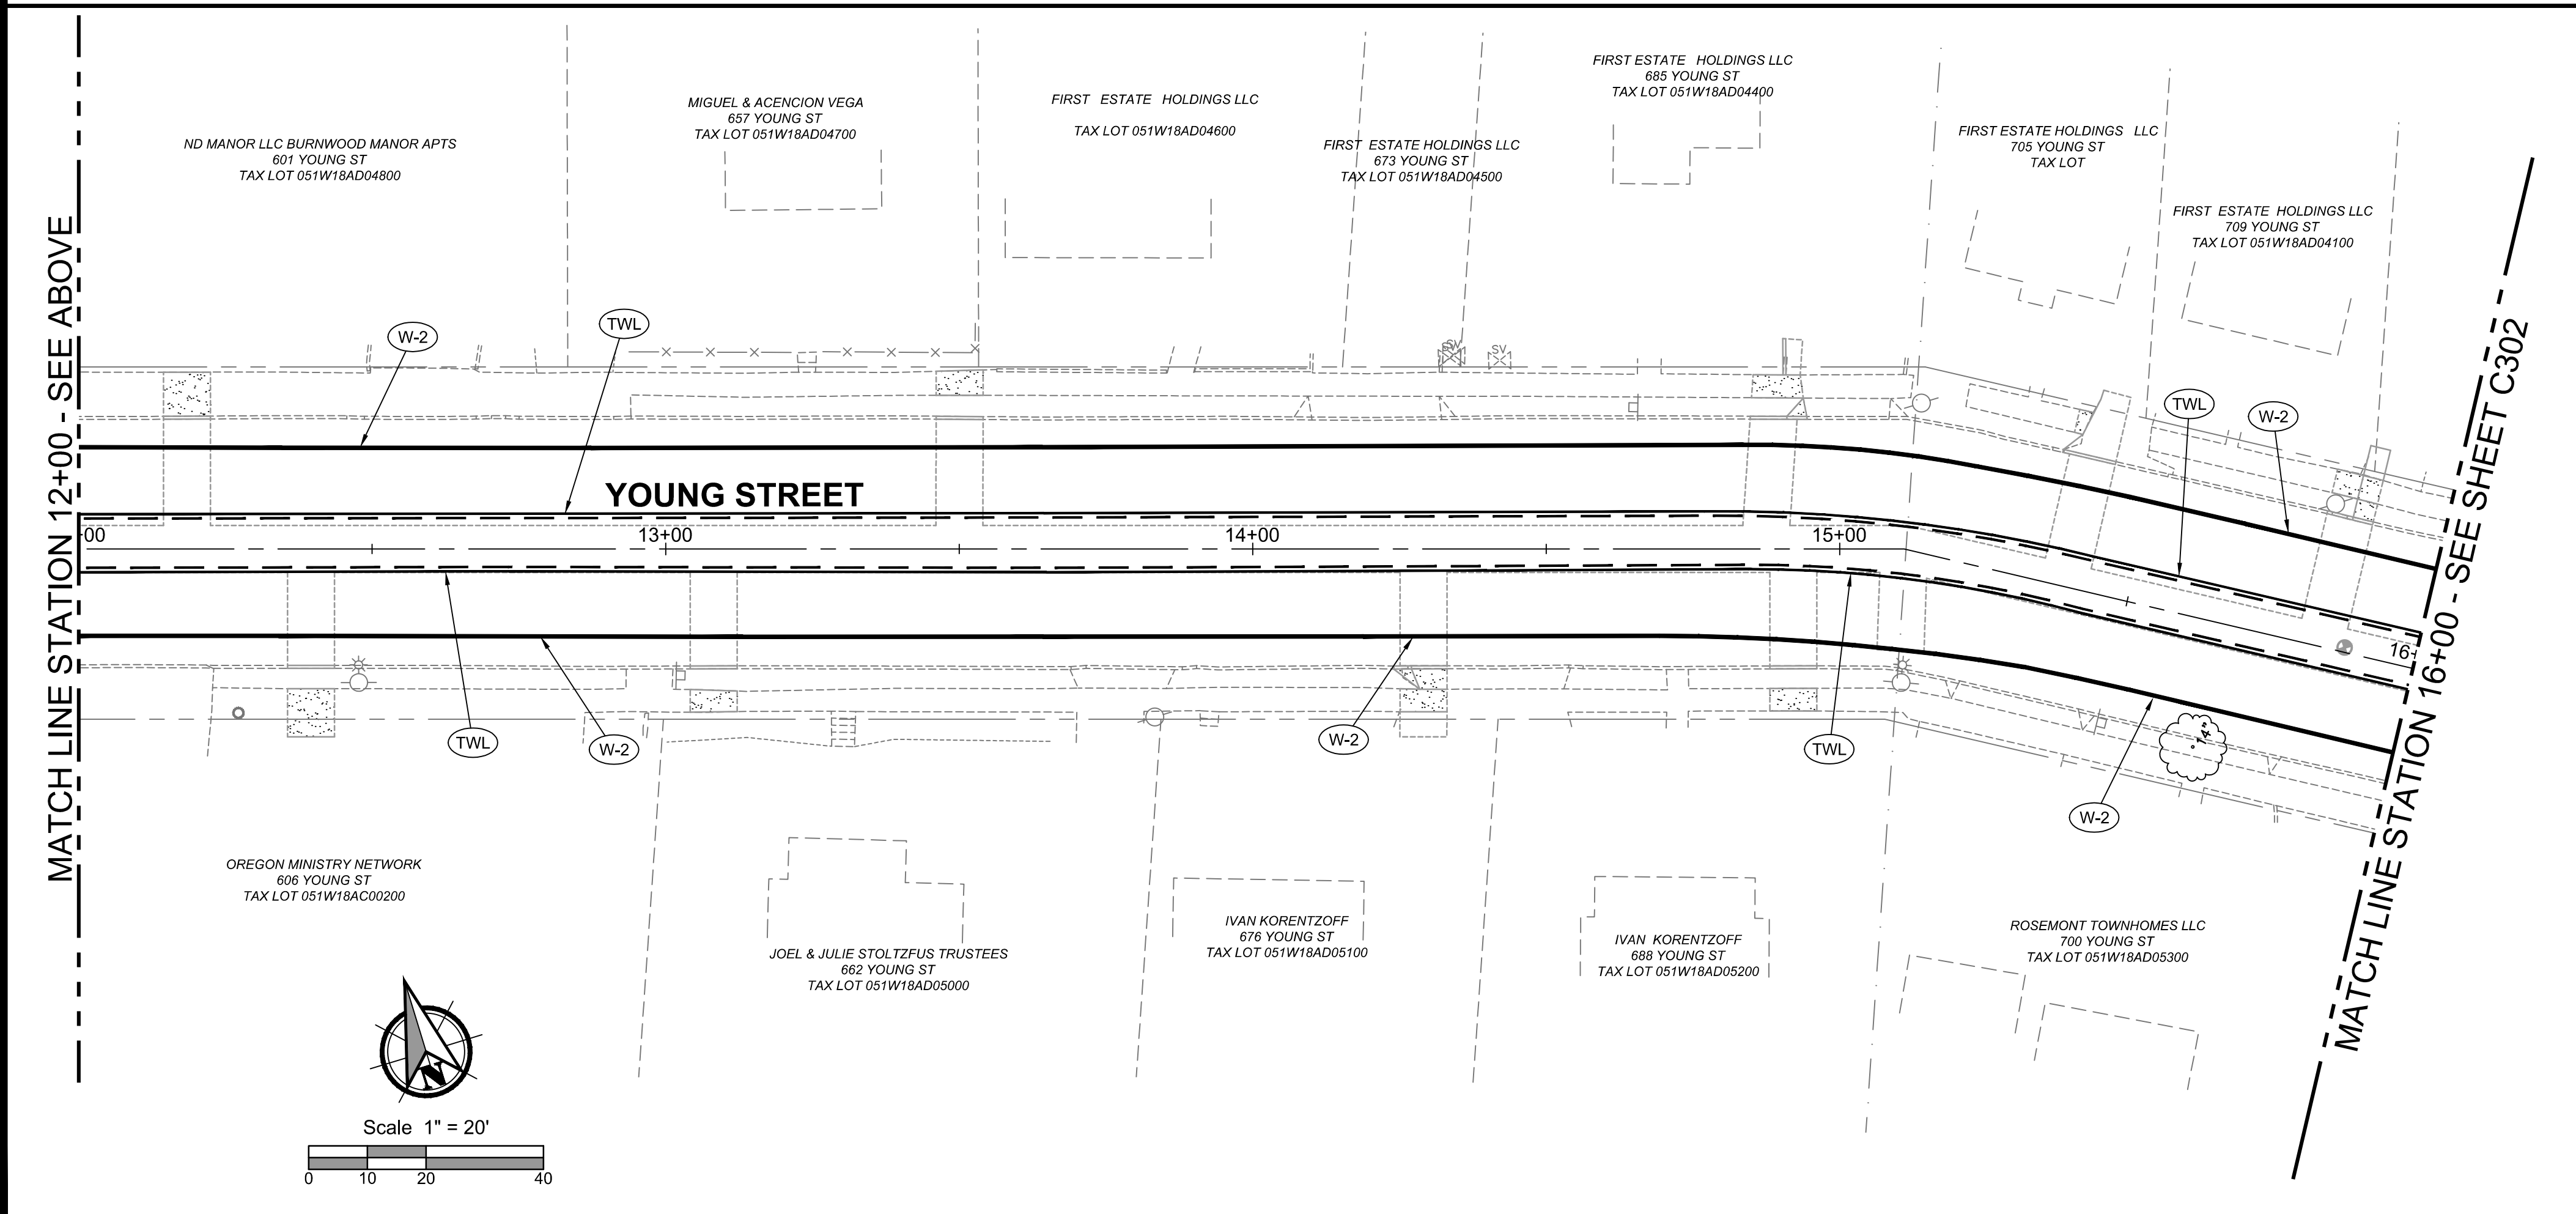 FIRST ESTATE HOLDINGS LLC
685 YOUNG ST
TAX LOT 051W18AD04400
MIGUEL & ACENCION VEGA
657 YOUNG ST
TAX LOT 051W18AD04700
FIRST ESTATE HOLDINGS LLC
TAX LOT 051W18AD04600
ND MANOR LLC BURNWOOD MANOR APTS
601 YOUNG ST
TAX LOT 051W18AD04800
FIRST ESTATE HOLDINGS LLC
673 YOUNG ST
TAX LOT 051W18AD04500
FIRST ESTATE HOLDINGS LLC
705 YOUNG ST
TAX LOT
FIRST ESTATE HOLDINGS LLC
709 YOUNG ST
TAX LOT 051W18AD04100
MATCH LINE STATION 12+00 - SEE ABOVE
W-2
TWL
SV
SV
TWL
W-2
YOUNG STREET
00
13+00
14+00
15+00
16+
MATCH LINE STATION 16+00 - SEE SHEET C302
TWL
W-2
W-2
TWL
W-2
74"
OREGON MINISTRY NETWORK
606 YOUNG ST
TAX LOT 051W18AC00200
JOEL & JULIE STOLTZFUS TRUSTEES
662 YOUNG ST
TAX LOT 051W18AD05000
IVAN KORENTZOFF
676 YOUNG ST
TAX LOT 051W18AD05100
IVAN KORENTZOFF
688 YOUNG ST
TAX LOT 051W18AD05200
ROSEMONT TOWNHOMES LLC
700 YOUNG ST
TAX LOT 051W18AD05300
N
Scale 1" = 20'
0 10 20 40